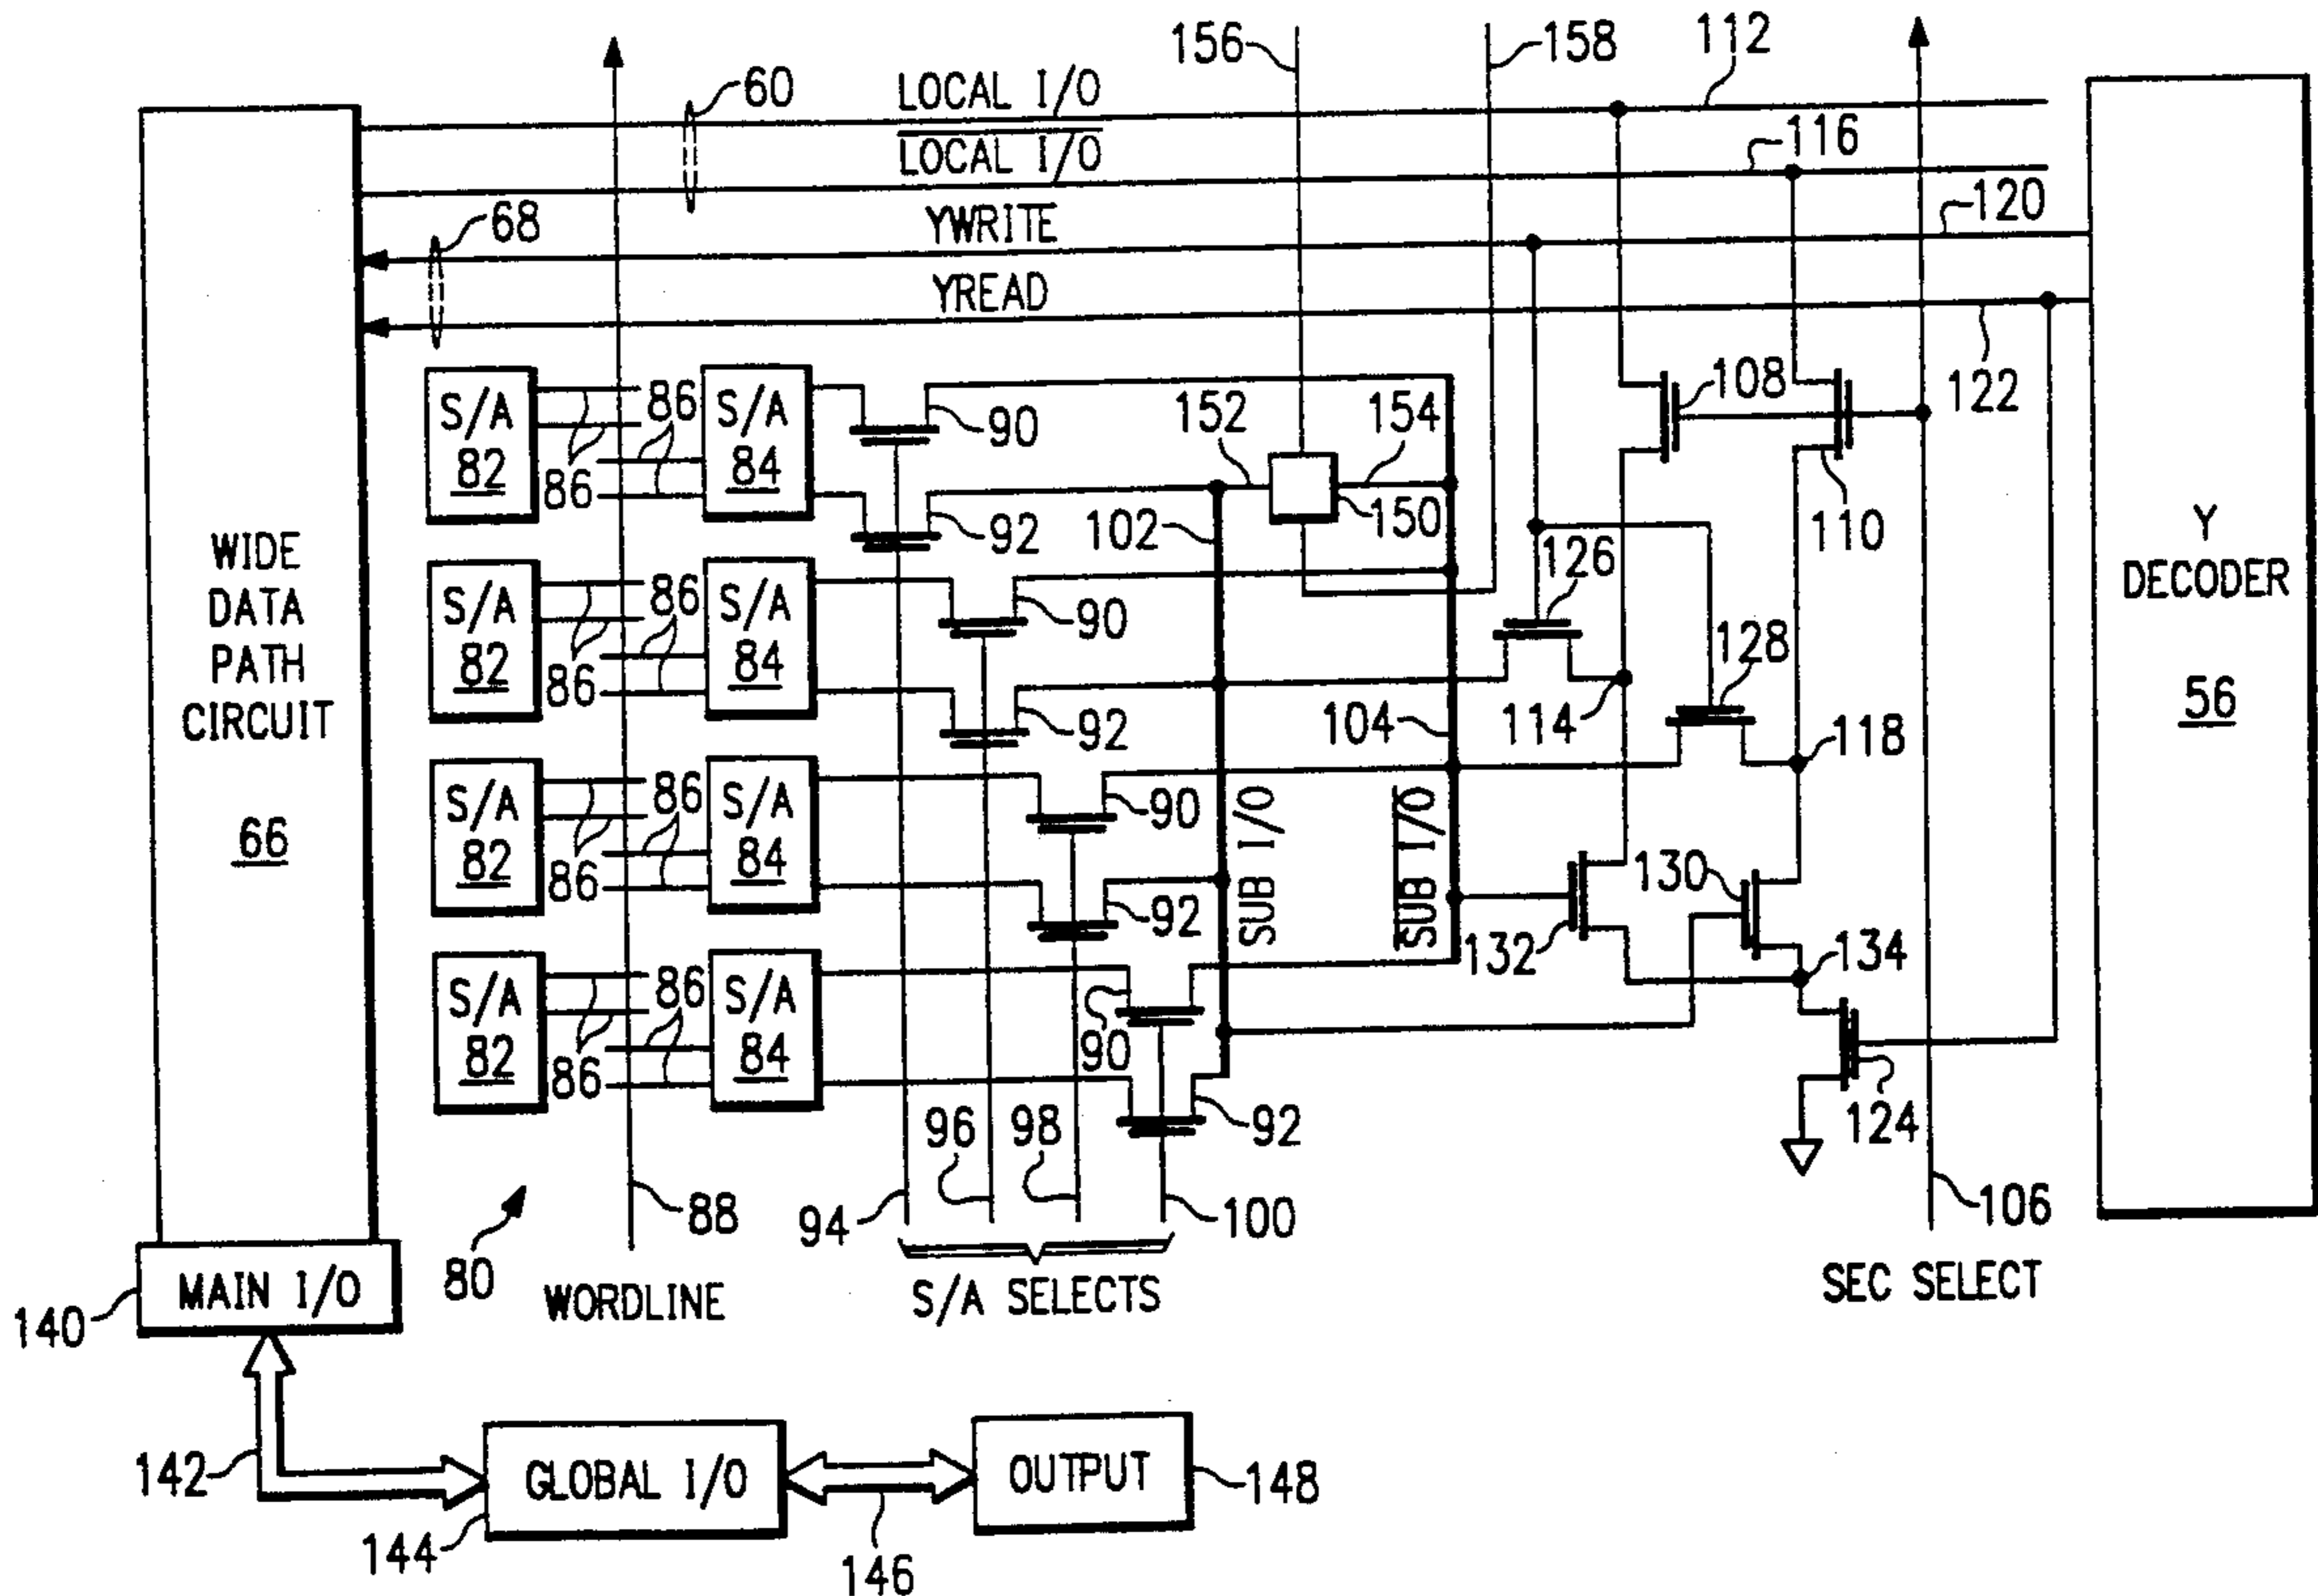 156
158
112
60
LOCAL I/O
LOCAL I/O
116
68
YWRITE
120
YREAD
122
S/A
82
86
86
S/A
84
90
92
152
154
150
102
108
110
Y
DECODER
56
WIDE
DATA
PATH
CIRCUIT
66
S/A
82
86
86
S/A
84
90
92
126
128
104
114
118
S/A
82
86
86
S/A
84
90
92
SUB I/O
SUB I/O
132
130
134
S/A
82
86
86
S/A
84
90
92
124
80
88
WORDLINE
94
96
98
100
S/A SELECTS
106
SEC SELECT
140
MAIN I/O
142
GLOBAL I/O
144
146
OUTPUT
148